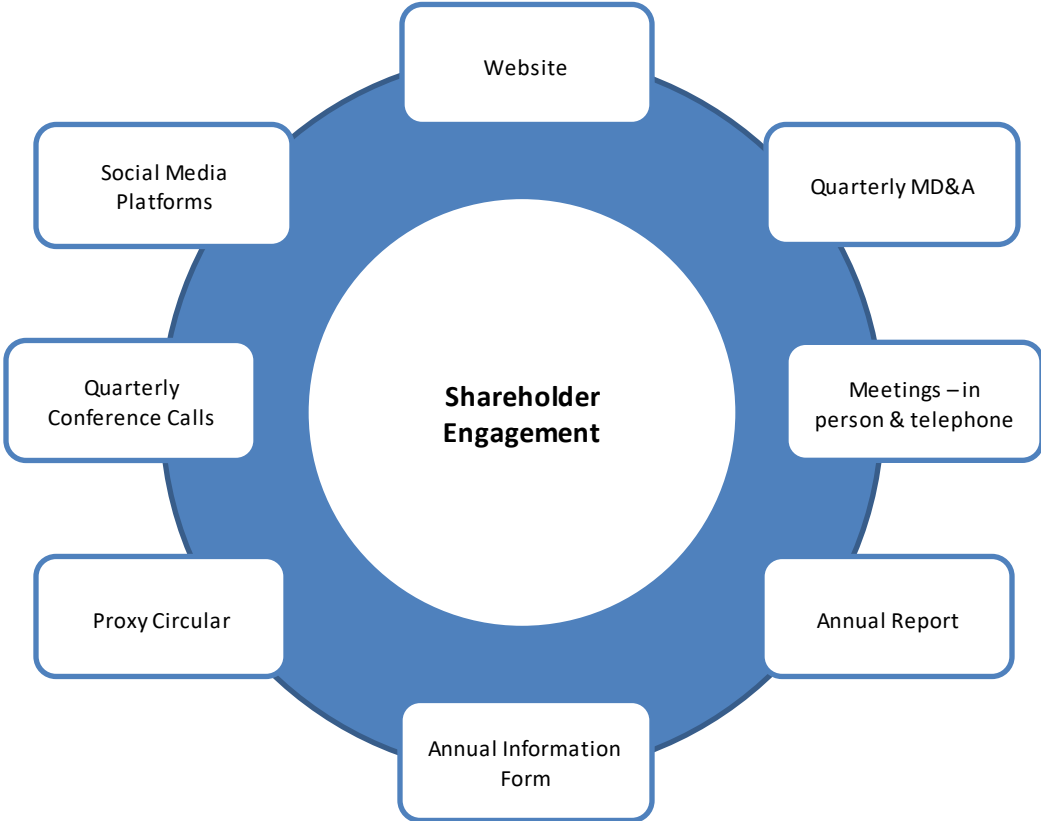 Website
Social Media
Platforms
Quarterly MD&A
Quarterly
Conference Calls
Shareholder
Engagement
Meetings – in
person & telephone
Proxy Circular
Annual Report
Annual Information
Form